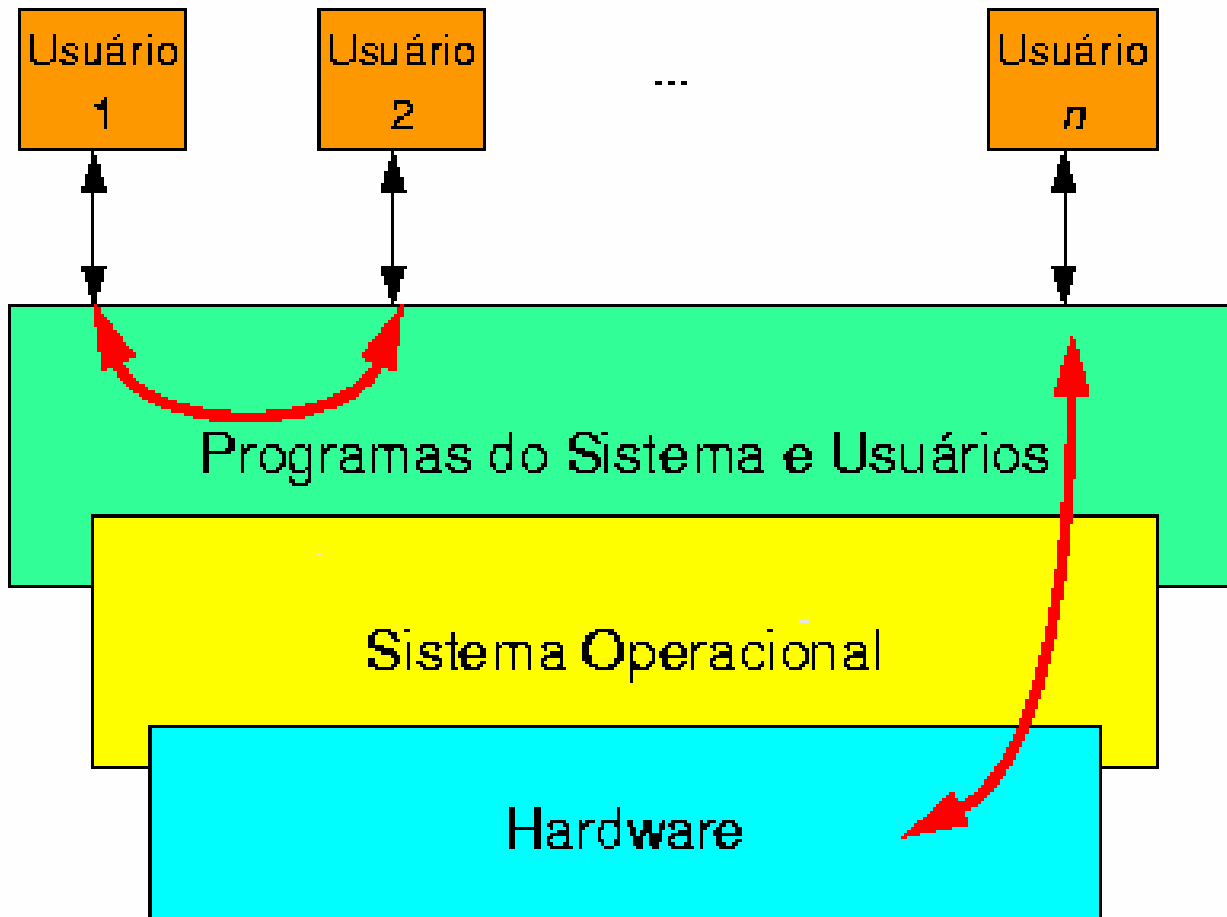 Usuário
1
Usuário
2
...
Usuário
n
Programas do Sistema e Usuários
Sistema Operacional
Hardware